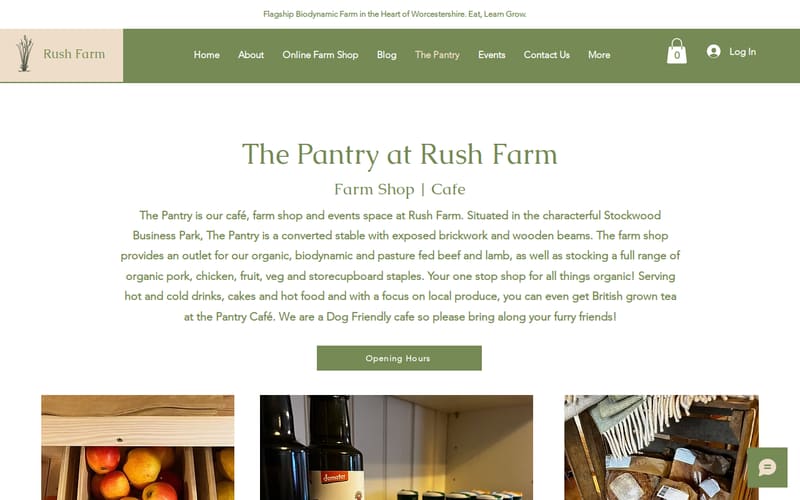 Flagship Biodynamic Farm in the Heart of Worcestershire. Eat, Learn Grow.
Rush Farm
Home About Online Farm Shop Blog The Pantry Events Contact Us More
0
Log In
The Pantry at Rush Farm
Farm Shop | Cafe
The Pantry is our café, farm shop and events space at Rush Farm. Situated in the characterful Stockwood
Business Park, The Pantry is a converted stable with exposed brickwork and wooden beams. The farm shop
provides an outlet for our organic, biodynamic and pasture fed beef and lamb, as well as stocking a full range of
organic pork, chicken, fruit, veg and storecupboard staples. Your one stop shop for all things organic! Serving
hot and cold drinks, cakes and hot food and with a focus on local produce, you can even get British grown tea
at the Pantry Café. We are a Dog Friendly cafe so please bring along your furry friends!
Opening Hours
demeter